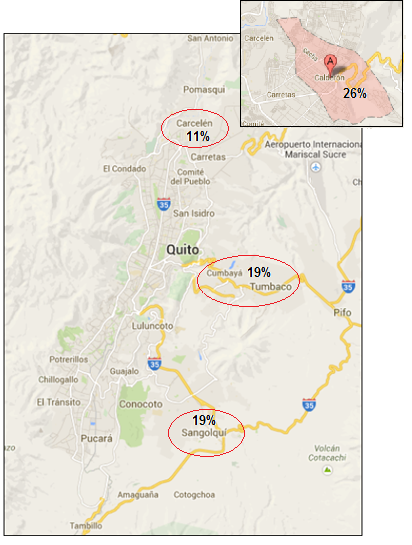 San Antonio
Carcelen
Calderón
A
26%
Carretas
Pomasqui
Carcelén
11%
Carretas
Aeropuerto Internaciona
Mariscal Sucre
El Condado
Comité
del Pueblo
35
San Isidro
Quito
Cumbayá
19%
Tumbaco
Pifo
Luluncoto
35
Potrerillos
Guajalo
Chillogallo
El Tránsito
Conocoto
35
19%
Sangolquí
Pucará
Volcán
Cotacachi
Amaguaña
Cotogchoa
Tambillo